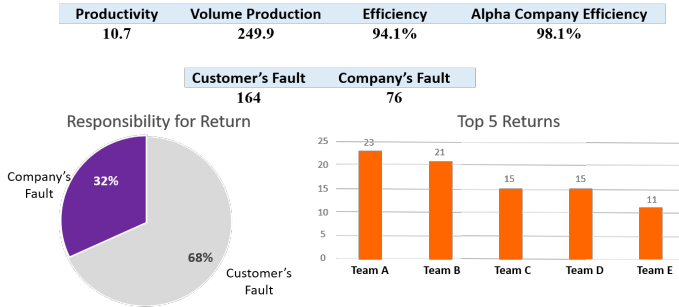 Productivity Volume Production Efficiency Alpha Company Efficiency
10.7 249.9 94.1% 98.1%
Customer's Fault Company's Fault
164 76
Responsibility for Return
Company's
Fault
32%
68%
Customer's
Fault
Top 5 Returns
25
20
15
10
5
0
23
21
15
15
11
Team A Team B Team C Team D Team E